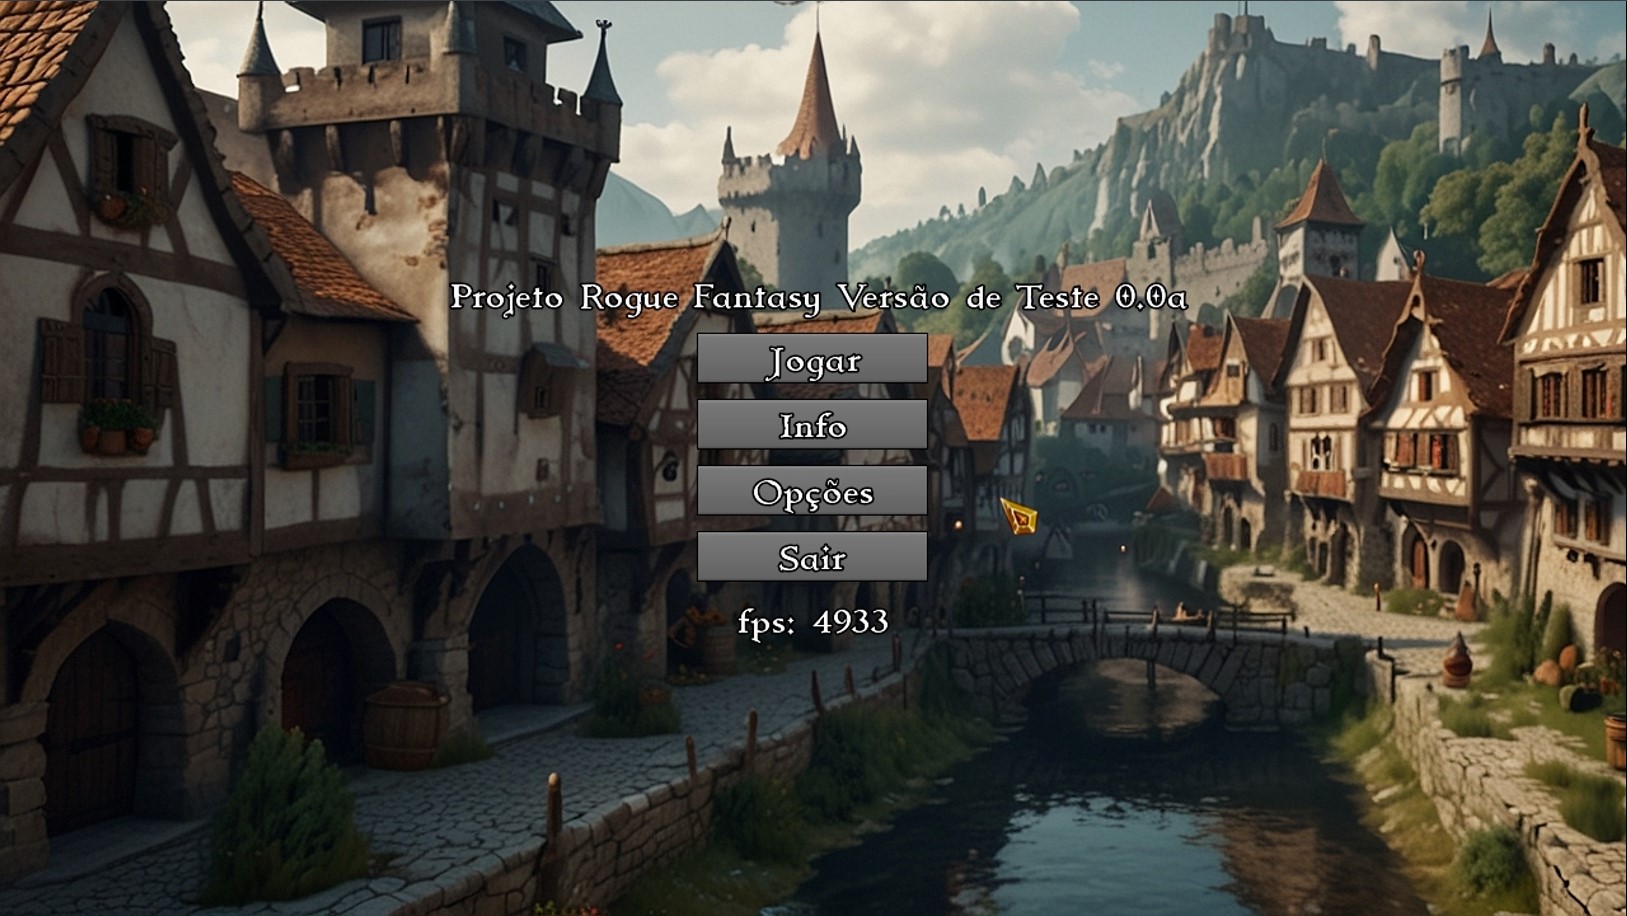 Projeto Rogue Fantasy Versão de Teste 0.0a
Jogar
Info
Opções
Sair
fps: 4933